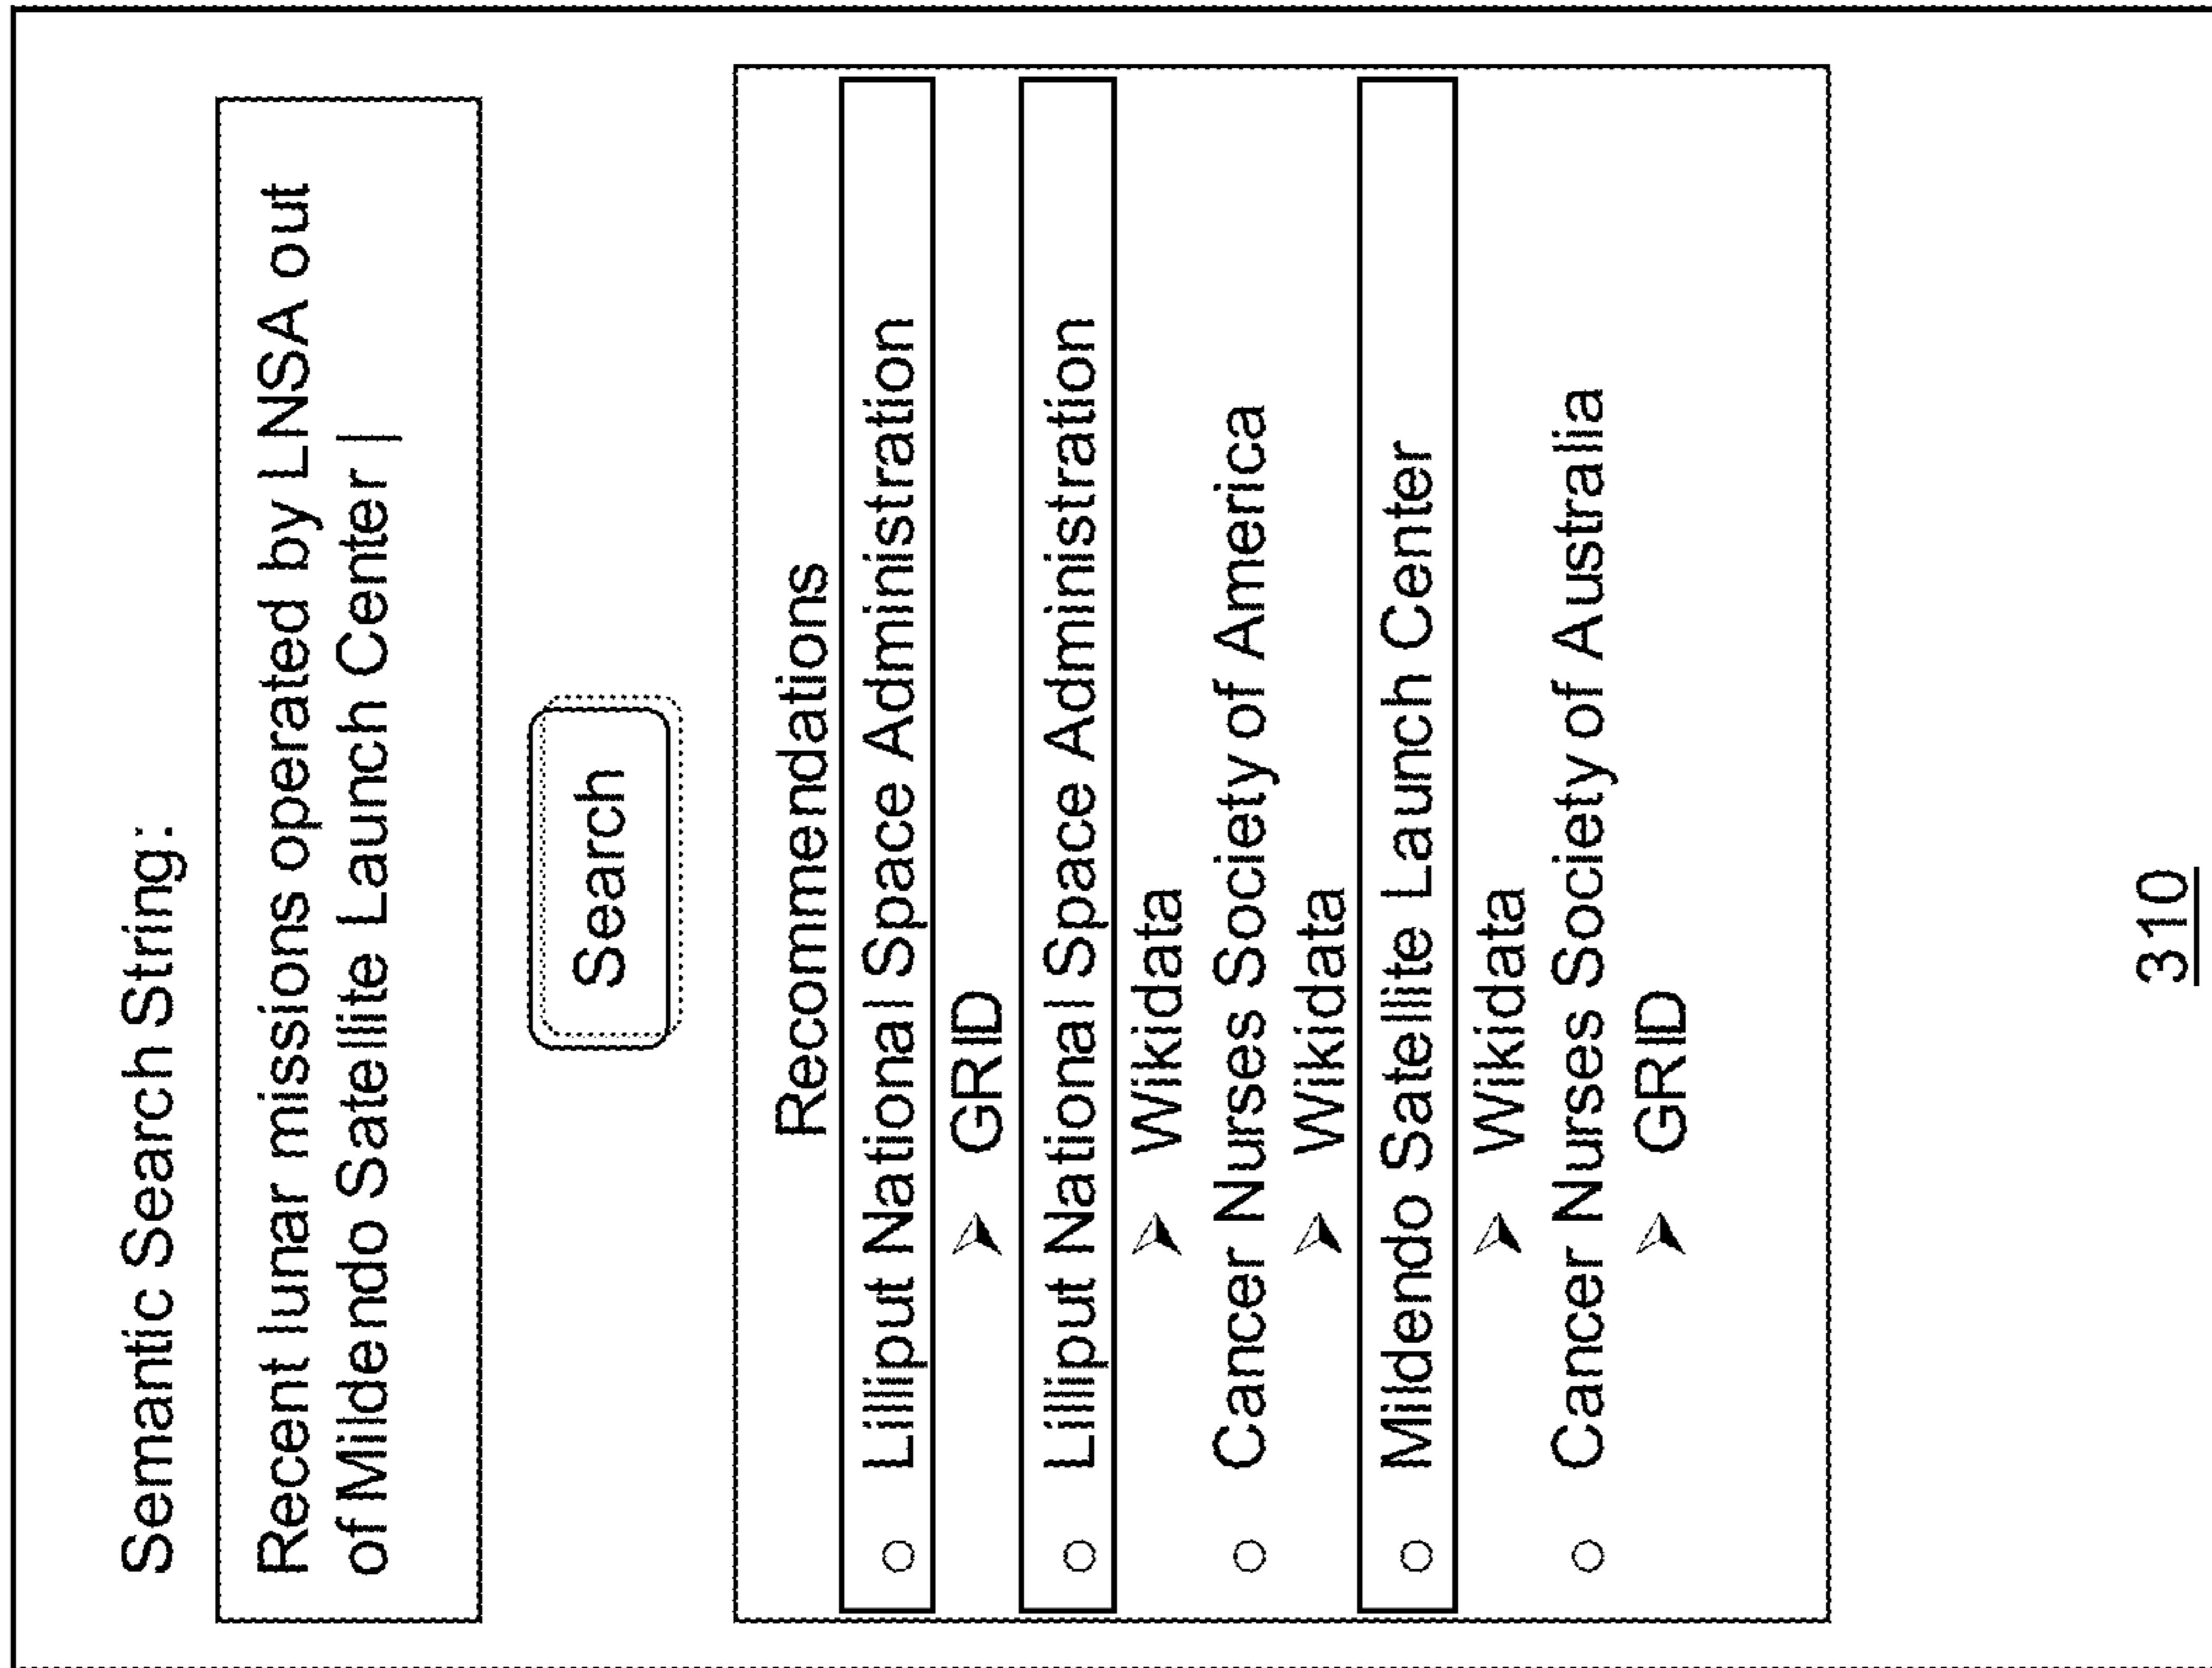 Semantic Search String:
Recent lunar missions operated by LNSA out
of Mildendo Satellite Launch Center |
Search
Recommendations
○ Lilliput National Space Administration
➤ GRID
○ Lilliput National Space Administration
➤ Wikidata
○ Cancer Nurses Society of America
➤ Wikidata
○ Mildendo Satellite Launch Center
➤ Wikidata
○ Cancer Nurses Society of Australia
➤ GRID
310